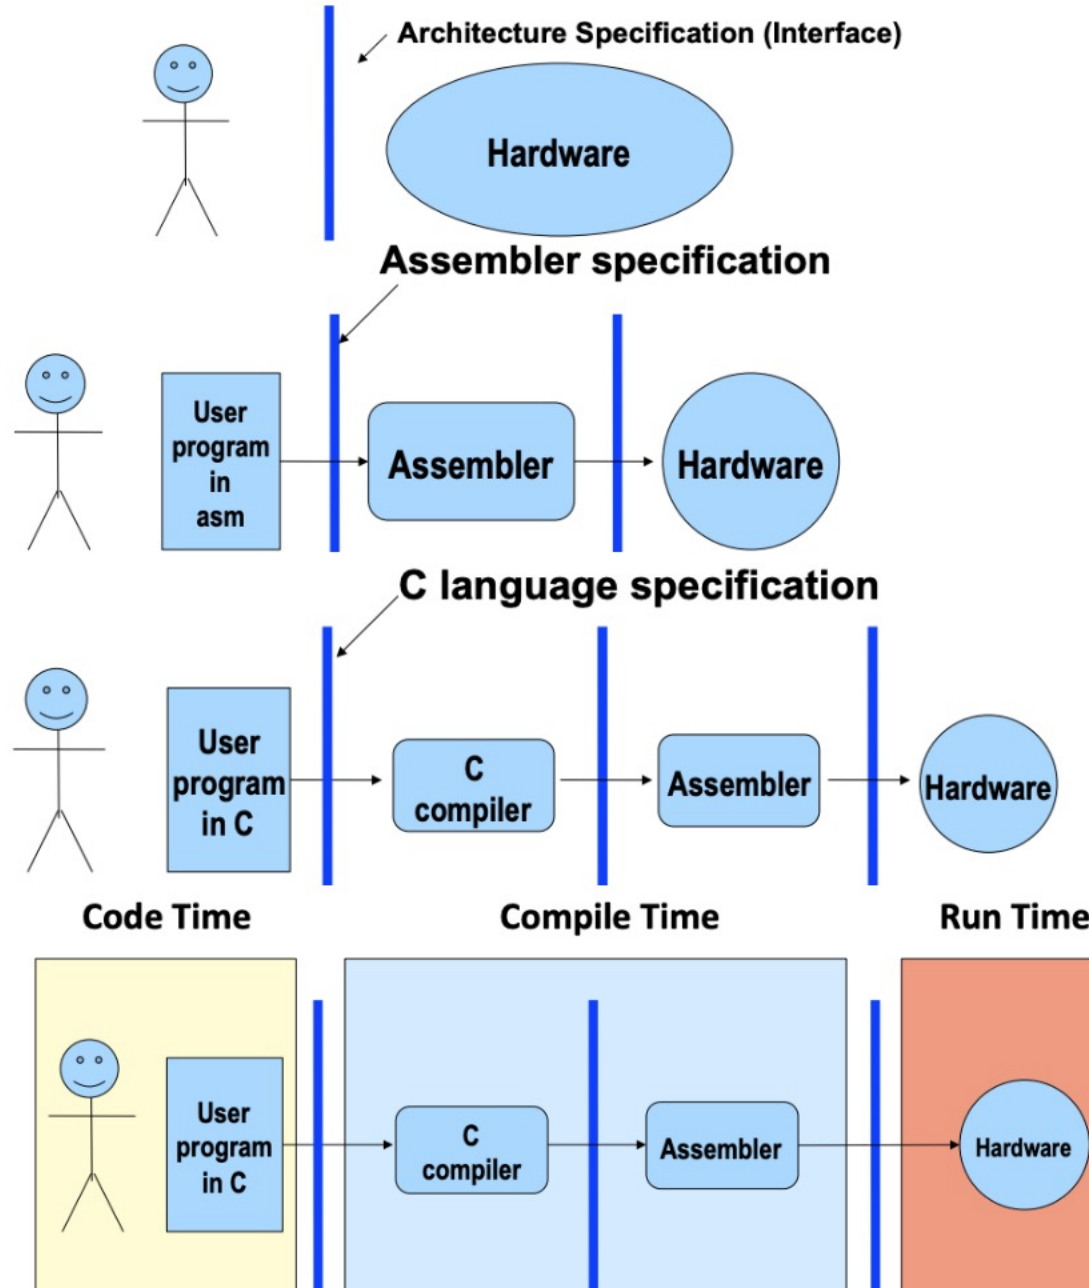 Architecture Specification (Interface)
Hardware
Assembler specification
User
program
in
asm
Assembler
Hardware
C language specification
User
program
in C
C
compiler
Assembler
Hardware
Code Time
Compile Time
Run Time
User
program
in C
C
compiler
Assembler
Hardware